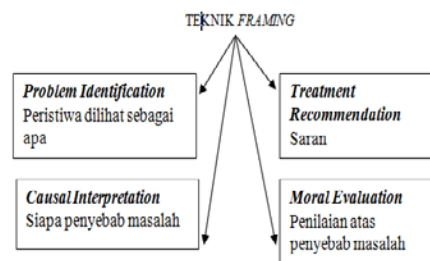 TEKNIK FRAMING
Problem Identification
Peristiwa dilihat sebagai
apa
Treatment
Recommendation
Saran
Causal Interpretation
Siapa penyebab masalah
Moral Evaluation
Penilaian atas
penyebab masalah